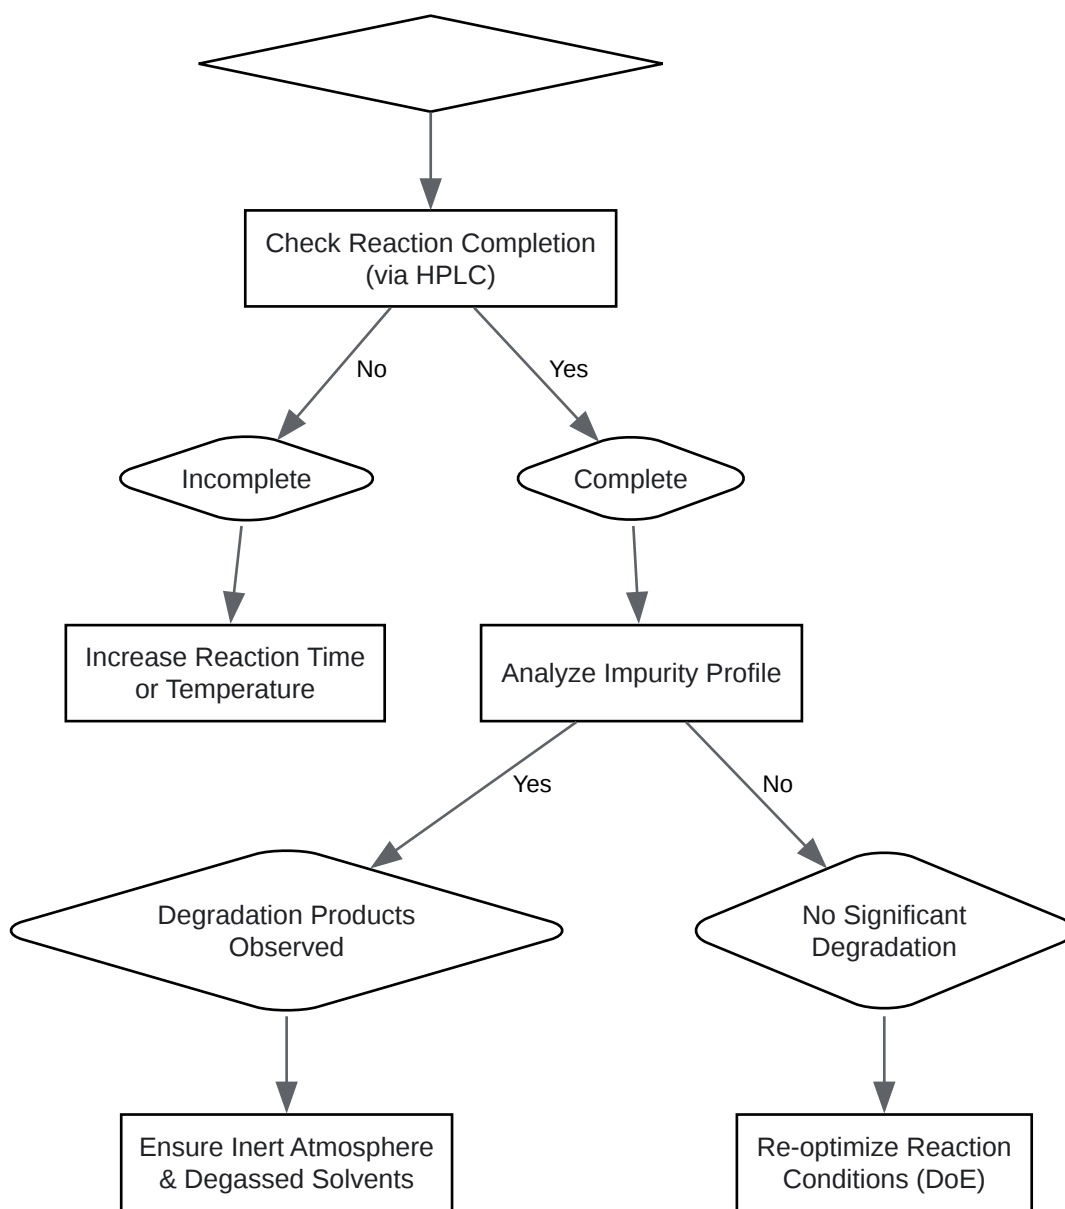 Check Reaction Completion
(via HPLC)
No
Yes
Incomplete
Complete
Increase Reaction Time
or Temperature
Analyze Impurity Profile
Yes
No
Degradation Products
Observed
No Significant
Degradation
Ensure Inert Atmosphere
& Degassed Solvents
Re-optimize Reaction
Conditions (DoE)